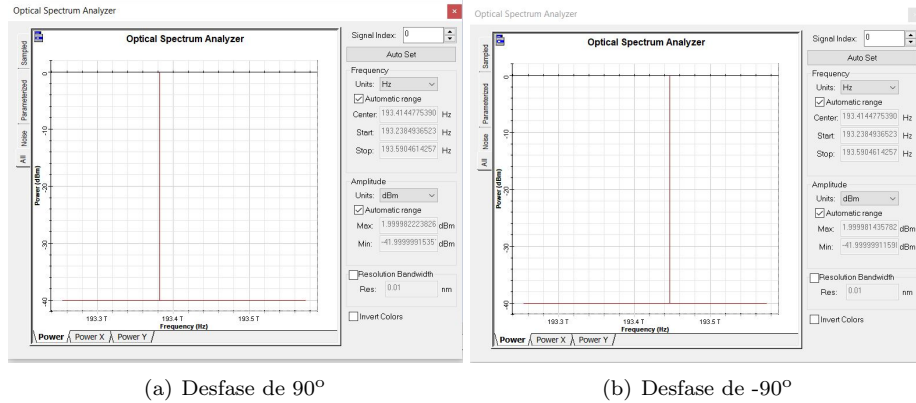 Optical Spectrum Analyzer
Optical Spectrum Analyzer
Signal Index: 0
Auto Set
Frequency
Units: Hz
Automatic range
Center: 193.4144775390 Hz
Start: 193.2384936523 Hz
Stop: 193.5904614257 Hz
Amplitude
Units: dBm
Automatic range
Max: 1.999982223826 dBm
Min: -41.9999991535 dBm
Resolution Bandwidth
Res: 0.01 nm
Invert Colors
Sampled
Parameterized
Noise
All
Power (dBm)
0
-10
-20
-30
-40
193.3 T 193.4 T 193.5 T
Frequency (Hz)
Power Power X Power Y
(a) Desfase de 90º
Optical Spectrum Analyzer
Optical Spectrum Analyzer
Signal Index: 0
Auto Set
Frequency
Units: Hz
Automatic range
Center: 193.4144775390 Hz
Start: 193.2384936523 Hz
Stop: 193.5904614257 Hz
Amplitude
Units: dBm
Automatic range
Max: 1.999981435782 dBm
Min: -41.9999991159 dBm
Resolution Bandwidth
Res: 0.01 nm
Invert Colors
Sampled
Parameterized
Noise
All
Power (dBm)
0
-10
-20
-30
-40
193.3 T 193.4 T 193.5 T
Frequency (Hz)
Power Power X Power Y
(b) Desfase de -90º